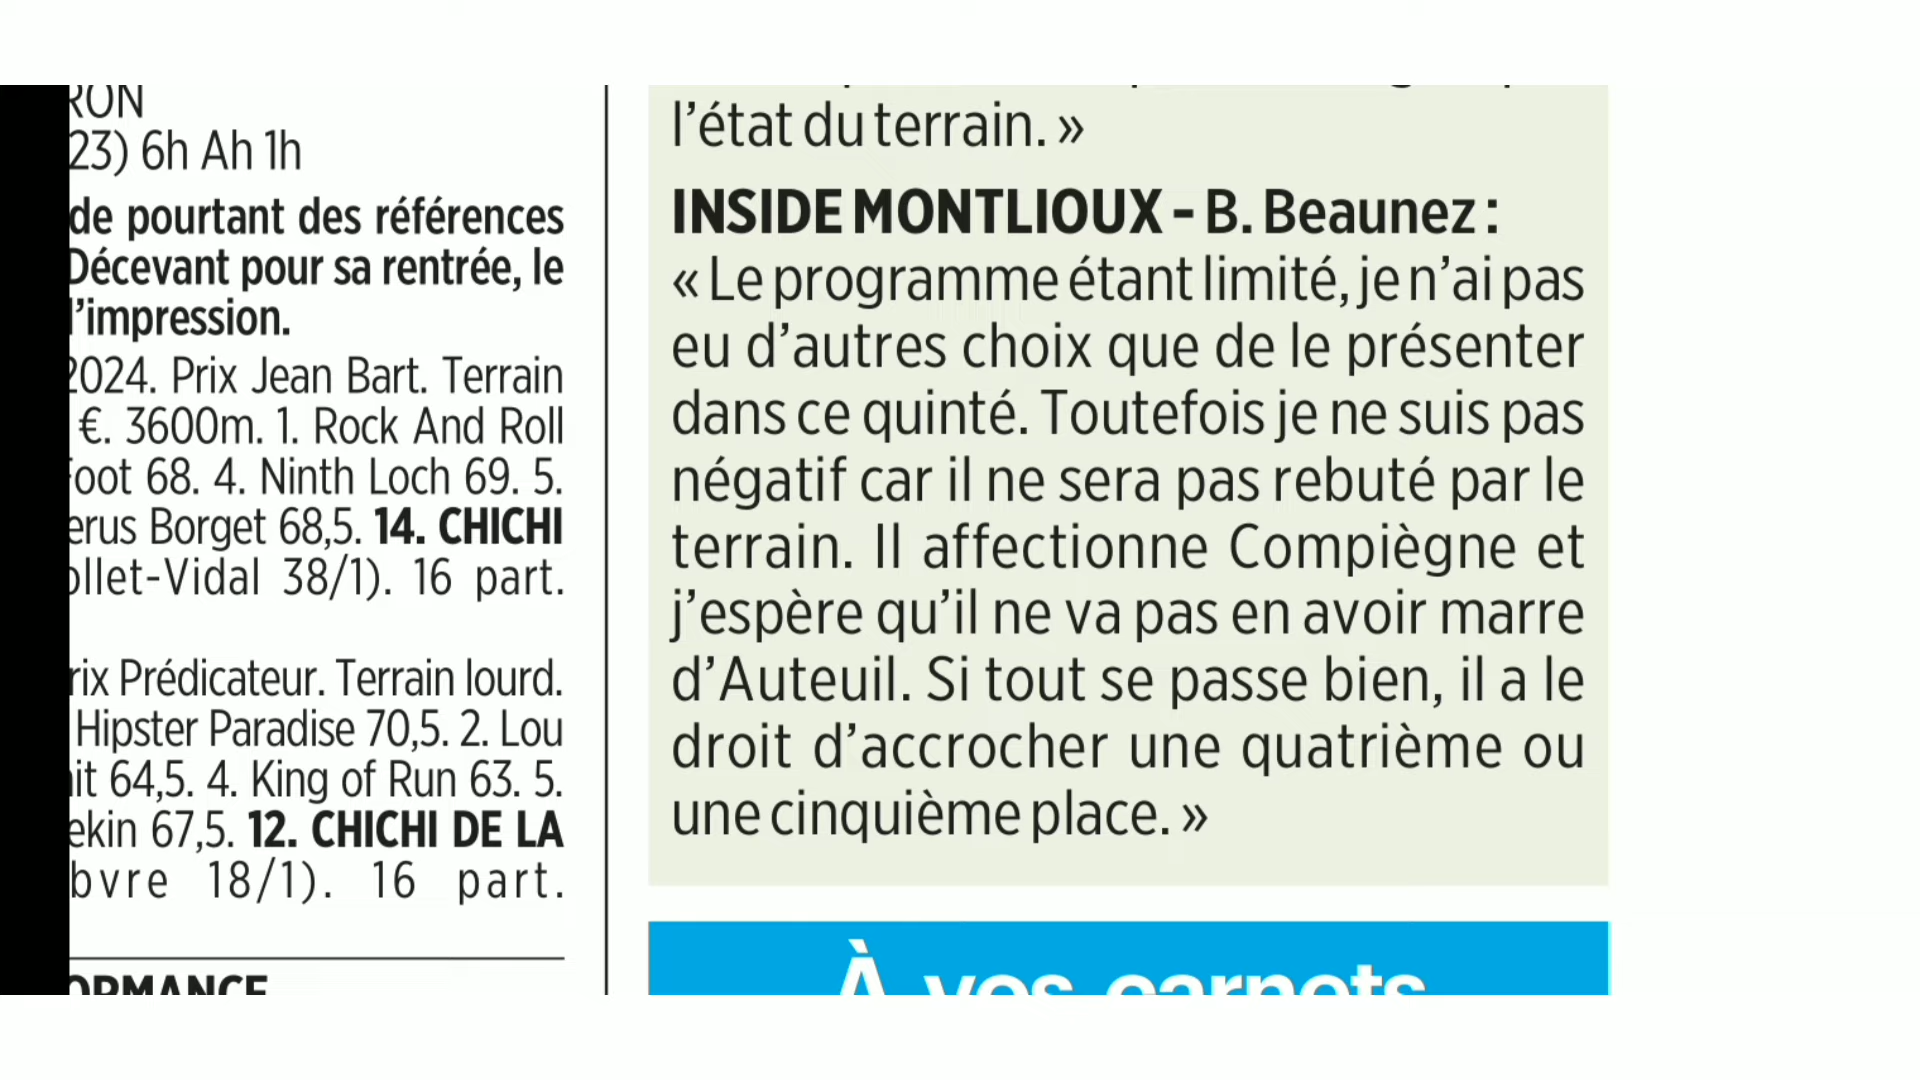 23) 6h Ah 1h
de pourtant des références
Décevant pour sa rentrée, le
l’impression.
2024. Prix Jean Bart. Terrain
€. 3600m. 1. Rock And Roll
Foot 68. 4. Ninth Loch 69. 5.
Borget 68,5. 14. CHICHI
ollet-Vidal 38/1). 16 part.
rix Prédicateur. Terrain lourd.
Hipster Paradise 70,5. 2. Lou
it 64,5. 4. King of Run 63. 5.
ekin 67,5. 12. CHICHI DE LA
bvre 18/1). 16 part.
l’état du terrain. »
INSIDE MONTLIOUX - B. Beaunez :
« Le programme étant limité, je n’ai pas
eu d’autres choix que de le présenter
dans ce quinté. Toutefois je ne suis pas
négatif car il ne sera pas rebuté par le
terrain. Il affectionne Compiègne et
j’espère qu’il ne va pas en avoir marre
d’Auteuil. Si tout se passe bien, il a le
droit d’accrocher une quatrième ou
une cinquième place. »
À vos carnets